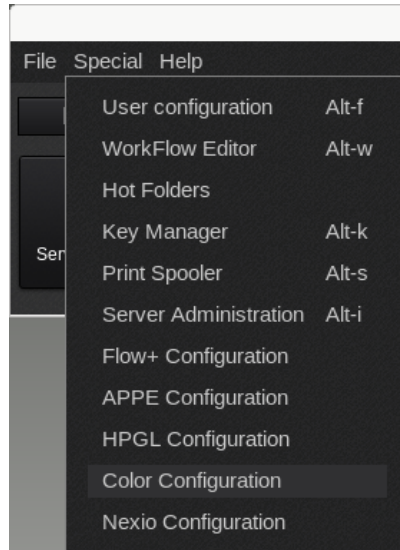 File Special Help
User configuration Alt-f
WorkFlow Editor Alt-w
Hot Folders
Key Manager Alt-k
Print Spooler Alt-s
Server Administration Alt-i
Flow+ Configuration
APPE Configuration
HPGL Configuration
Color Configuration
Nexio Configuration